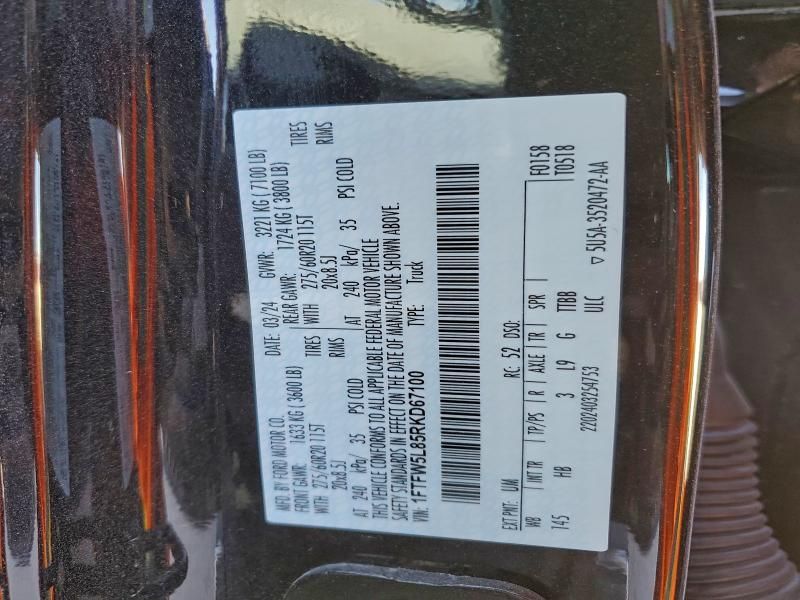 MFD. BY FORD MOTOR CO.
DATE: 03/24 GVWR: 3221 KG ( 7100 LB)
FRONT GAWR: 1633 KG ( 3600 LB) REAR GAWR: 1724 KG ( 3800 LB)
275/60R20 115T TIRES WITH 275/60R20 115T TIRES
20x8.5J RIMS 20x8.5J RIMS
AT 240 kPa/ 35 PSI COLD AT 240 kPa/ 35 PSI COLD
THIS VEHICLE CONFORMS TO ALL APPLICABLE FEDERAL MOTOR VEHICLE
SAFETY STANDARDS IN EFFECT ON THE DATE OF MANUFACTURE SHOWN ABOVE.
VIN: 1FTFW5L85RKD67100 TYPE: Truck
EXT PNT: UM RC: 52 DSO: F0158
WB INT TR TP/PS R AXLE TR SPR T0518
145 HB 3 L9 G TTBB
2202403254753 ULC ▽ 5U5A-3520472-AA